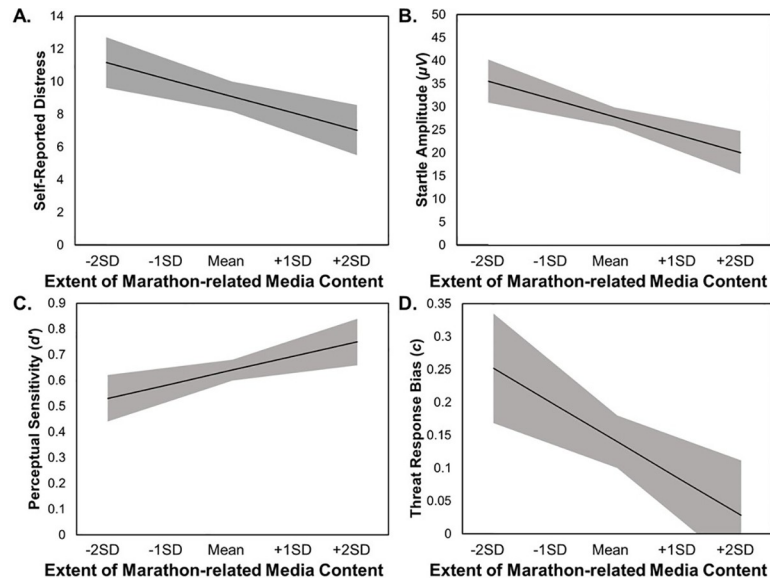 A.
14
12
10
8
6
4
2
0
Self-Reported Distress
-2SD -1SD Mean +1SD +2SD
Extent of Marathon-related Media Content
B.
50
45
40
35
30
25
20
15
10
5
0
Startle Amplitude (µV)
-2SD -1SD Mean +1SD +2SD
Extent of Marathon-related Media Content
C.
0.9
0.8
0.7
0.6
0.5
0.4
0.3
0.2
0.1
0
Perceptual Sensitivity (d')
-2SD -1SD Mean +1SD +2SD
Extent of Marathon-related Media Content
D.
0.35
0.3
0.25
0.2
0.15
0.1
0.05
0
Threat Response Bias (c)
-2SD -1SD Mean +1SD +2SD
Extent of Marathon-related Media Content